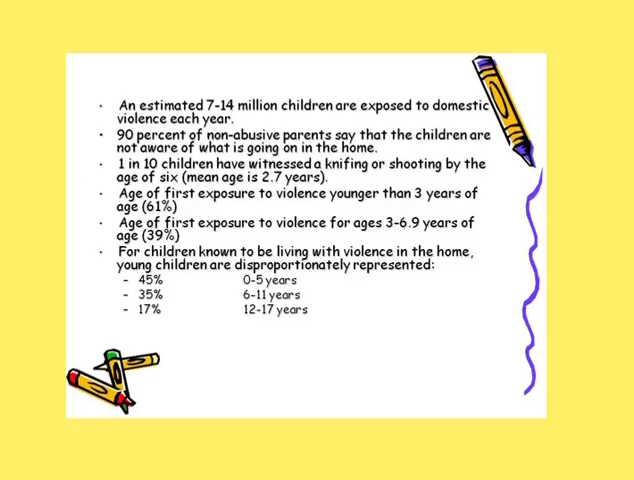 · An estimated 7-14 million children are exposed to domestic
violence each year.
· 90 percent of non-abusive parents say that the children are
not aware of what is going on in the home.
· 1 in 10 children have witnessed a knifing or shooting by the
age of six (mean age is 2.7 years).
· Age of first exposure to violence younger than 3 years of
age (61%)
· Age of first exposure to violence for ages 3-6.9 years of
age (39%)
· For children known to be living with violence in the home,
young children are disproportionately represented:
– 45% 0-5 years
– 35% 6-11 years
– 17% 12-17 years